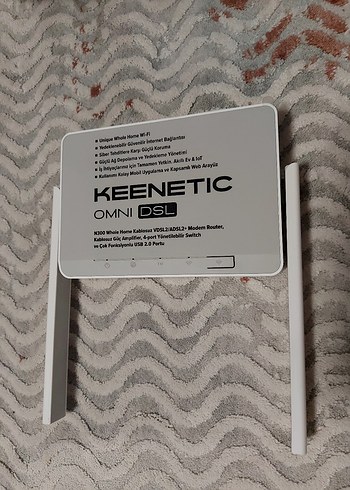 Unique Whole Home Wi-Fi
Yedeklenebilir Güvenilir İnternet Bağlantısı
Siber Tehditlere Karşı Güçlü Koruma
Güçlü Ağ Depolama ve Yedekleme Yönetimi
İş İhtiyaçlarınız için Tamamen Yetkin. Akıllı Ev & IoT
Kullanımı Kolay Mobil Uygulama ve Kapsamlı Web Arayüz
KEENETIC
OMNI DSL
N300 Whole Home Kablosuz VDSL2/ADSL2+ Modem Router,
Kablosuz Güç Amplifier, 4-port Yönetilebilir Switch
ve Çok Fonksiyonlu USB 2.0 Portu